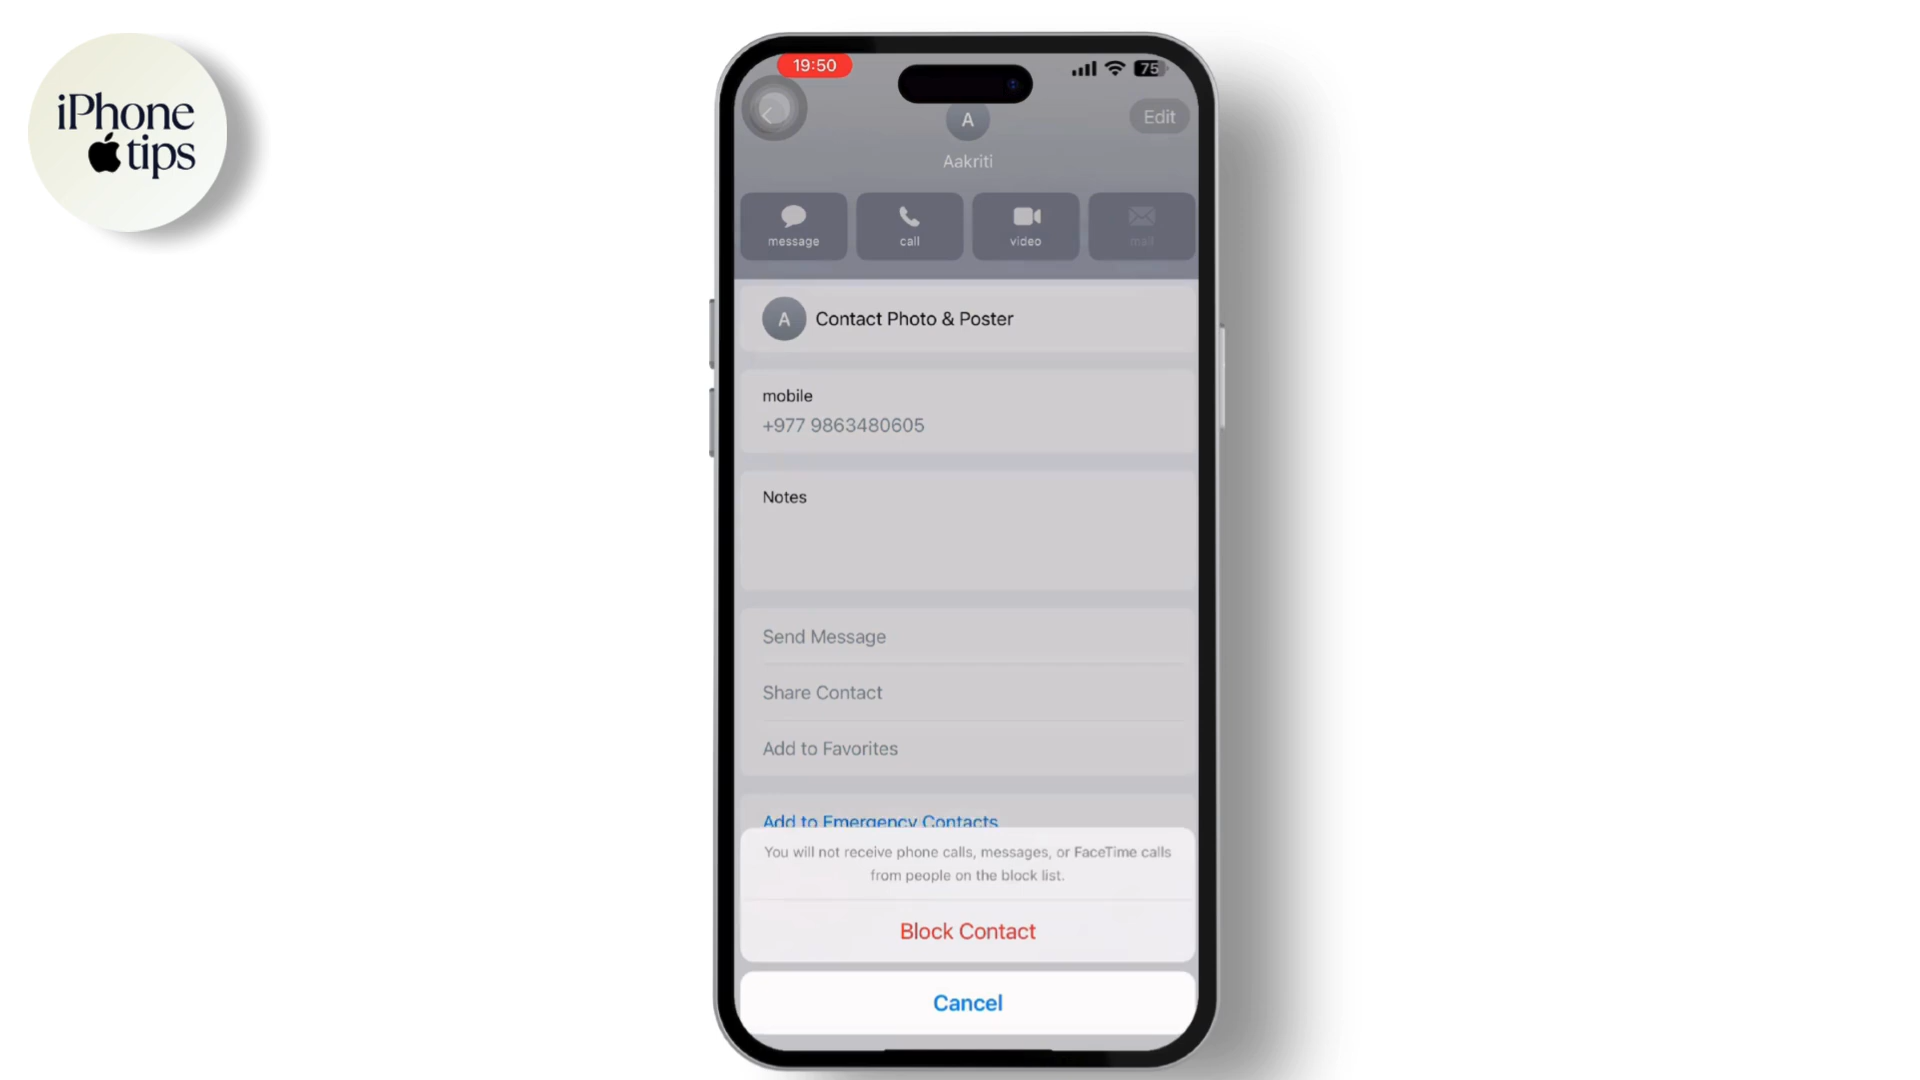 iPhone
tips
19:50
75
Edit
A
Aakriti
message
call
video
mail
A
Contact Photo & Poster
mobile
+977 9863480605
Notes
Send Message
Share Contact
Add to Favorites
Add to Emergency Contacts
You will not receive phone calls, messages, or FaceTime calls
from people on the block list.
Block Contact
Cancel